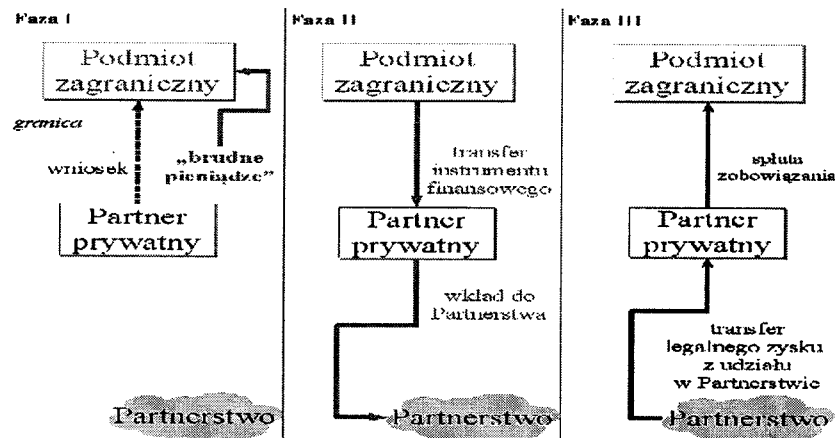 Faza I
Podmiot
zagraniczny
granica
wniosek
„brudne
pieniądze”
Partner
prywatny
Partnerstwo
Faza II
Podmiot
zagraniczny
transfer
instrumentu
finansowego
Partner
prywatny
wkład do
Partnerstwa
Partnerstwo
Faza III
Podmiot
zagraniczny
spłata
zobowiązania
Partner
prywatny
transfer
legalnego zysku
z udziału
w Partnerstwie
Partnerstwo